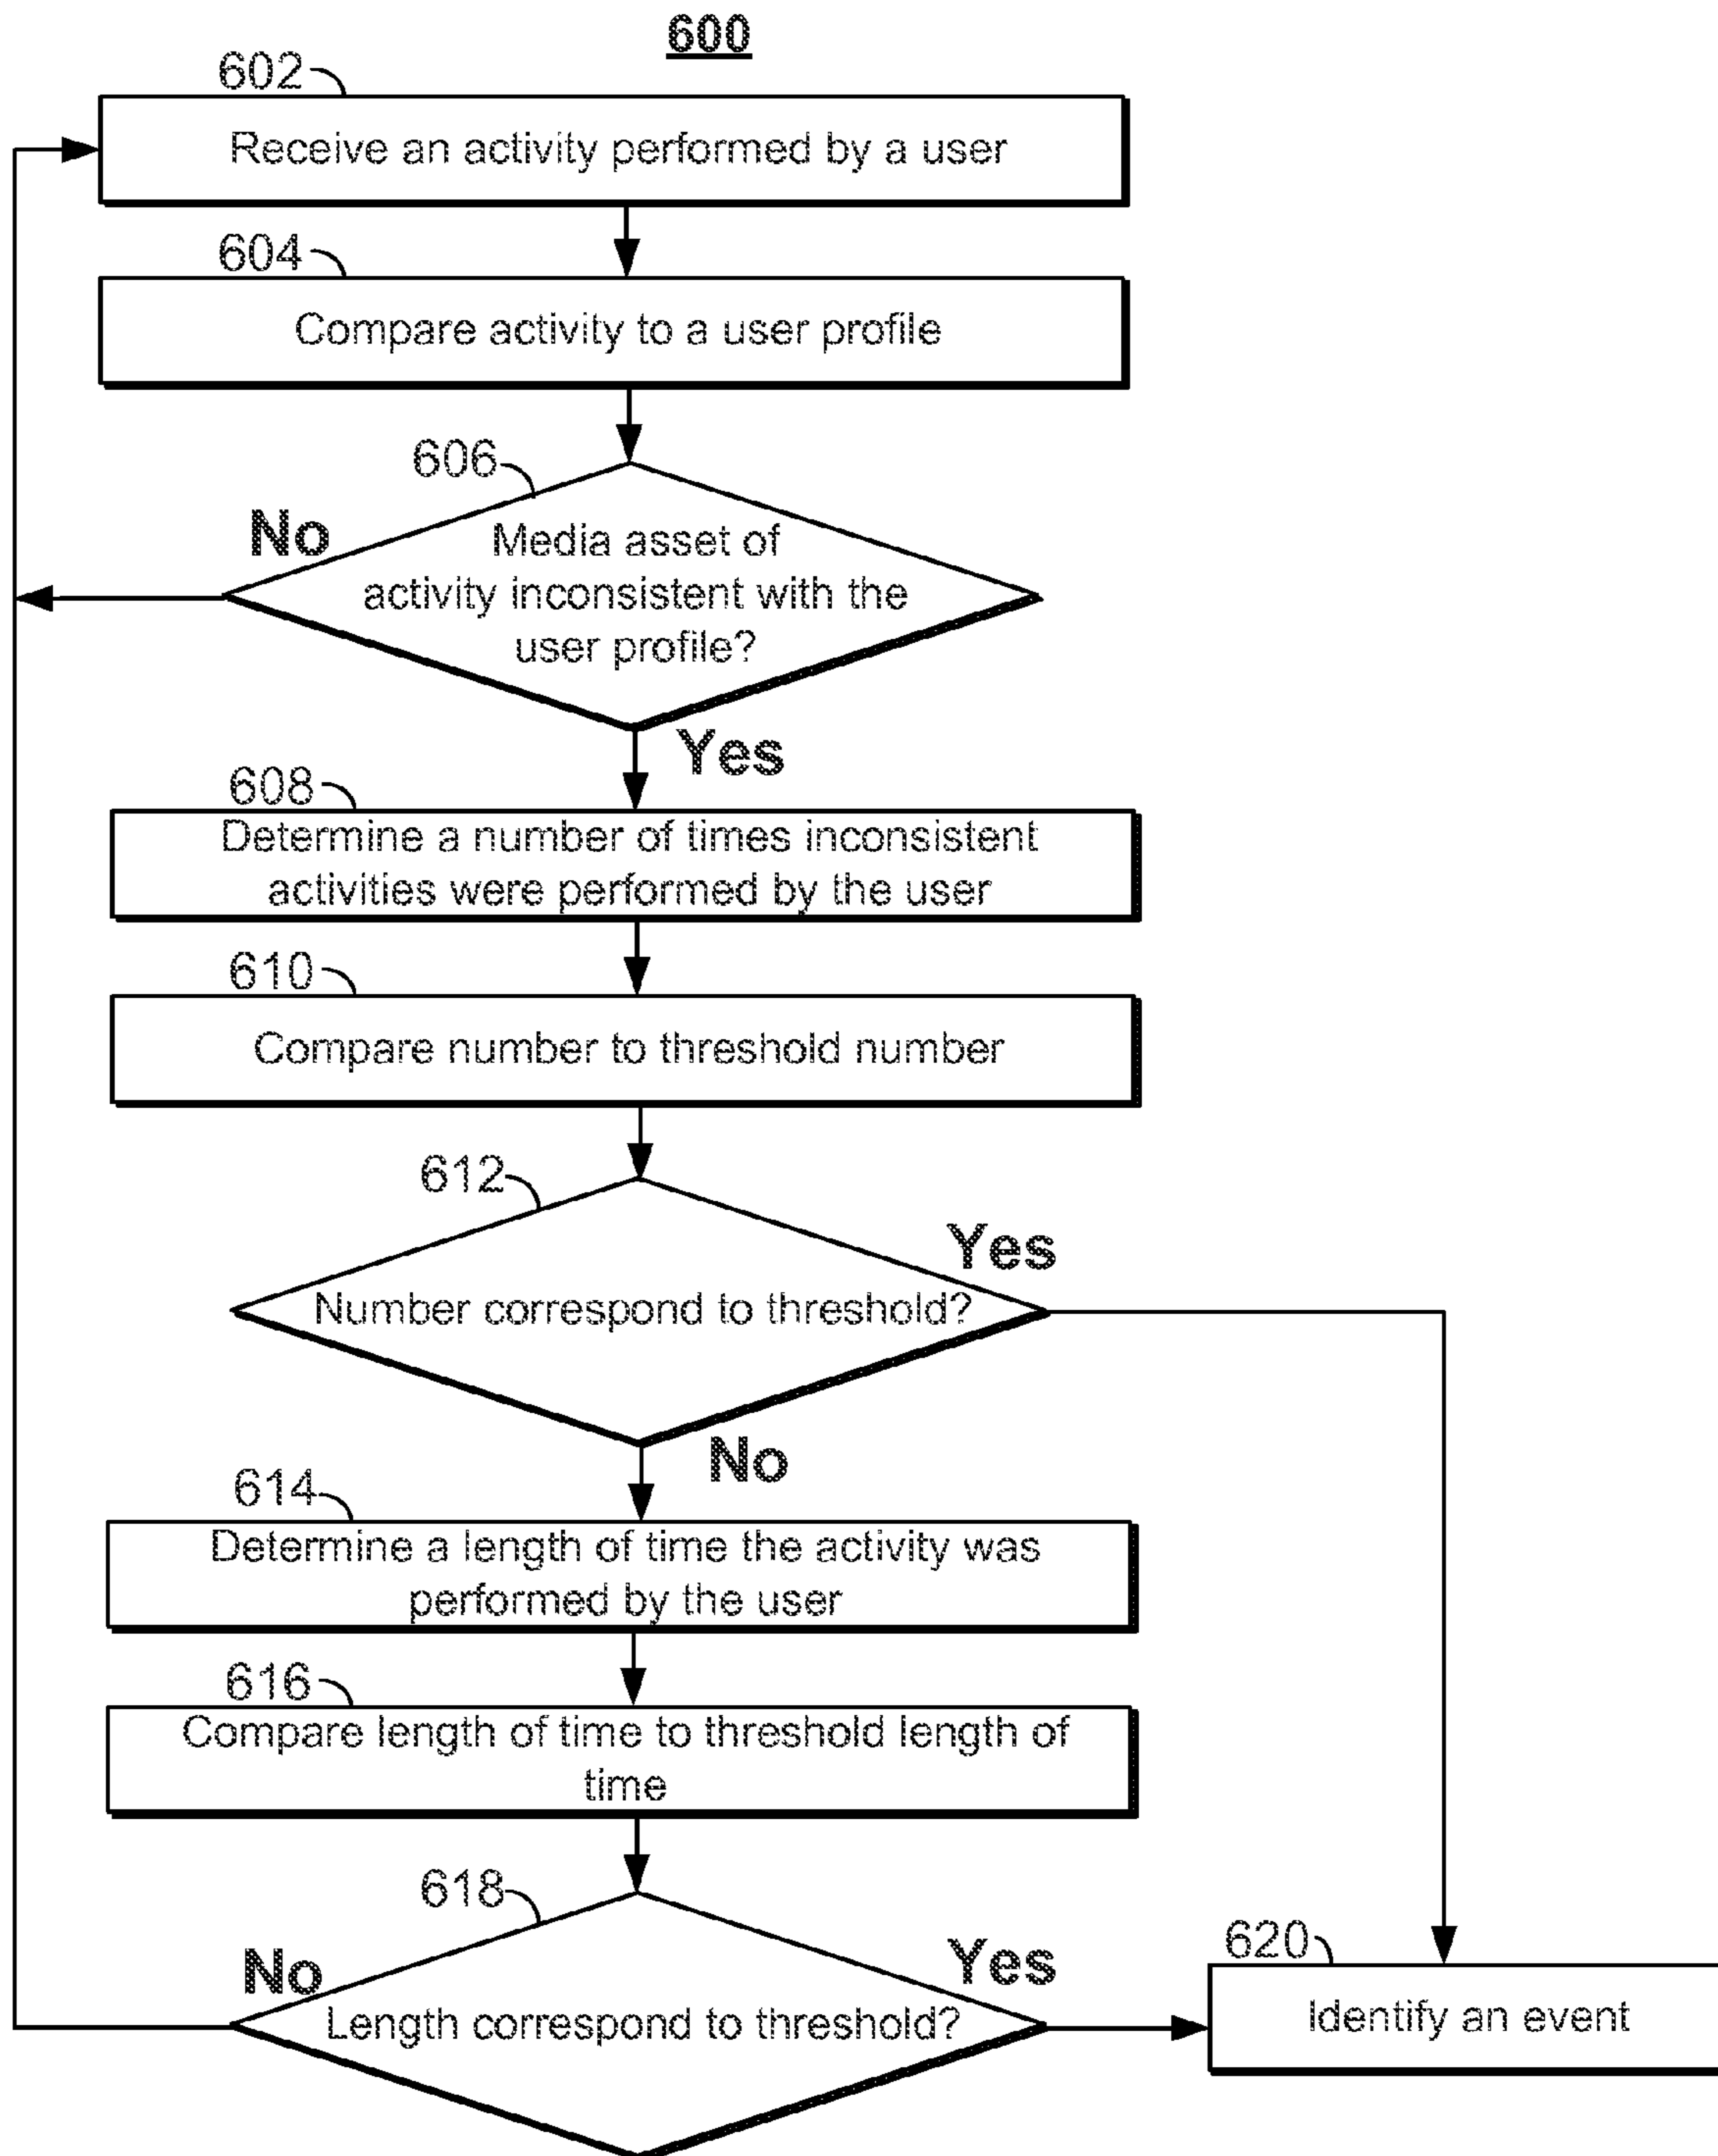 600
602
Receive an activity performed by a user
604
Compare activity to a user profile
606
No
Media asset of
activity inconsistent with the
user profile?
Yes
608
Determine a number of times inconsistent
activities were performed by the user
610
Compare number to threshold number
612
Yes
Number correspond to threshold?
No
614
Determine a length of time the activity was
performed by the user
616
Compare length of time to threshold length of
time
618
No
Yes
Length correspond to threshold?
620
Identify an event